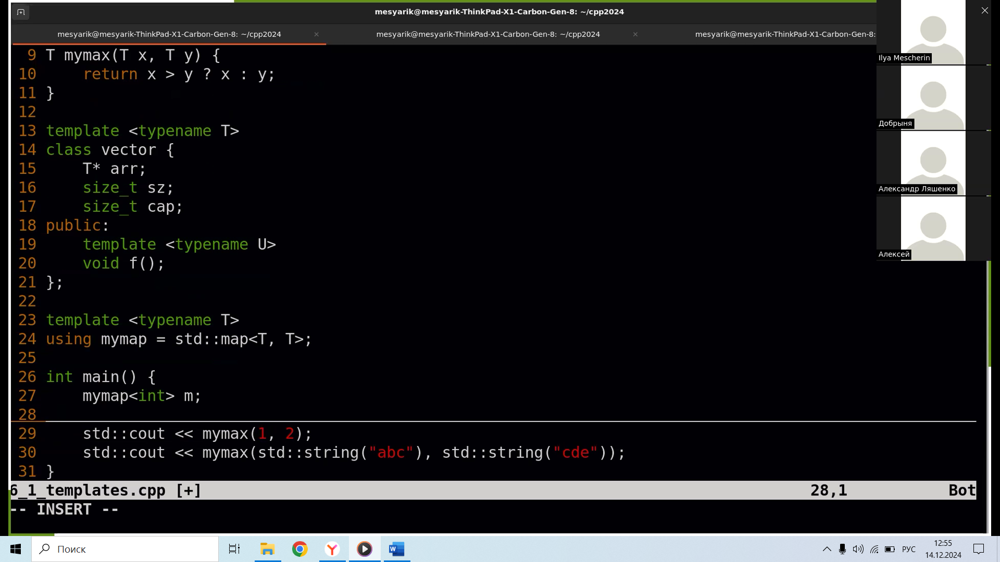 mesyarik@mesyarik-ThinkPad-X1-Carbon-Gen-8: ~/cpp2024
mesyarik@mesyarik-ThinkPad-X1-Carbon-Gen-8: ~/cpp2024 × mesyarik@mesyarik-ThinkPad-X1-Carbon-Gen-8: ~/cpp2024 × mesyarik@mesyarik-ThinkPad-X1-Carbon-Gen-8:
9 T mymax(T x, T y) {
10     return x > y ? x : y;
11 }
12
13 template <typename T>
14 class vector {
15     T* arr;
16     size_t sz;
17     size_t cap;
18 public:
19     template <typename U>
20     void f();
21 };
22
23 template <typename T>
24 using mymap = std::map<T, T>;
25
26 int main() {
27     mymap<int> m;
28
29     std::cout << mymax(1, 2);
30     std::cout << mymax(std::string("abc"), std::string("cde"));
31 }
6_1_templates.cpp [+] 28,1 Bot
-- INSERT --
Ilya Mescherin
Добрыня
Александр Ляшенко
Алексей
Поиск
РУС
12:55
14.12.2024